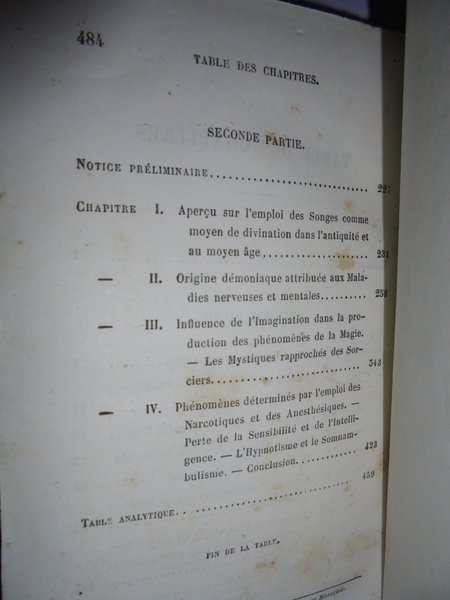 484
TABLE DES CHAPITRES.
SECONDE PARTIE.
NOTICE PRÉLIMINAIRE.............................. 227
CHAPITRE I. Aperçu sur l'emploi des Songes comme
moyen de divination dans l'antiquité et
au moyen âge.................. 231
— II. Origine démoniaque attribuée aux Mala-
dies nerveuses et mentales......... 258
— III. Influence de l'Imagination dans la pro-
duction des phénomènes de la Magie.
— Les Mystiques rapprochés des Sor-
ciers......................... 343
— IV. Phénomènes déterminés par l'emploi des
Narcotiques et des Anesthésiques. —
Perte de la Sensibilité et de l'Intelli-
gence. — L'Hypnotisme et le Somnam-
bulisme. — Conclusion............ 423
TABLE ANALYTIQUE.............................. 459
FIN DE LA TABLE.